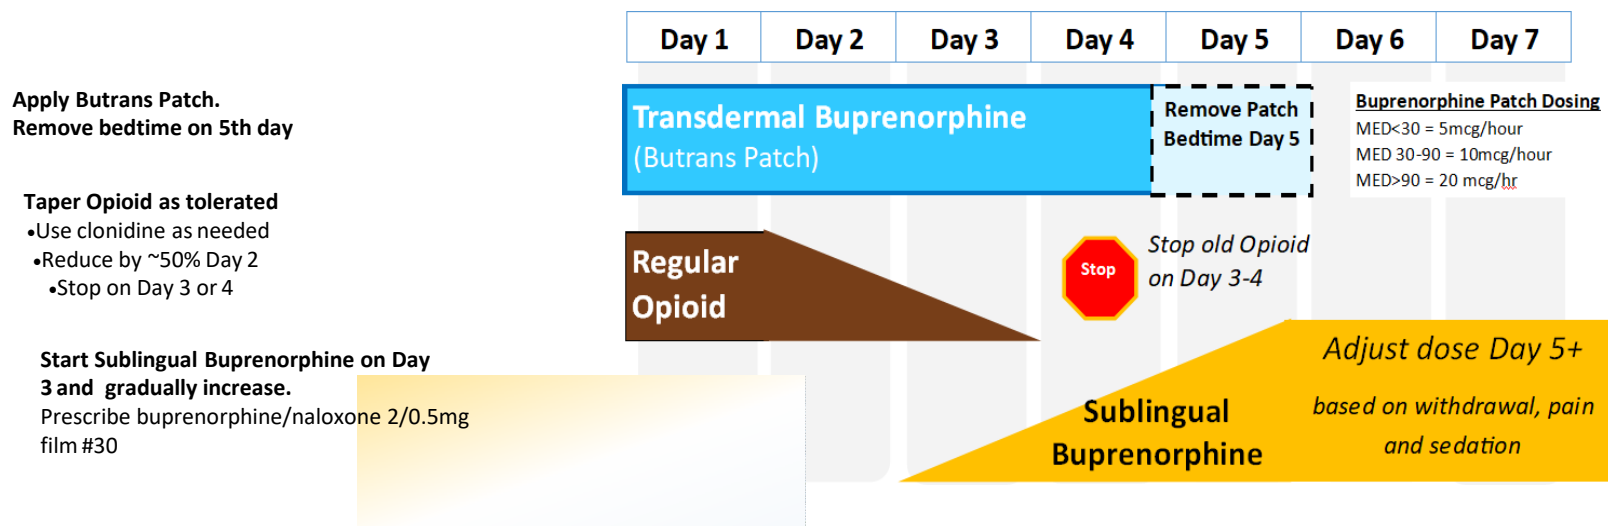 Day 1 Day 2 Day 3 Day 4 Day 5 Day 6 Day 7
Apply Butrans Patch.
Remove bedtime on 5th day
Transdermal Buprenorphine
(Butrans Patch)
Remove Patch
Bedtime Day 5
Buprenorphine Patch Dosing
MED<30 = 5mcg/hour
MED 30-90 = 10mcg/hour
MED>90 = 20 mcg/hr
Taper Opioid as tolerated
•Use clonidine as needed
•Reduce by ~50% Day 2
•Stop on Day 3 or 4
Regular
Opioid
Stop
Stop old Opioid
on Day 3-4
Start Sublingual Buprenorphine on Day
3 and gradually increase.
Prescribe buprenorphine/naloxone 2/0.5mg
film #30
Sublingual
Buprenorphine
Adjust dose Day 5+
based on withdrawal, pain
and sedation